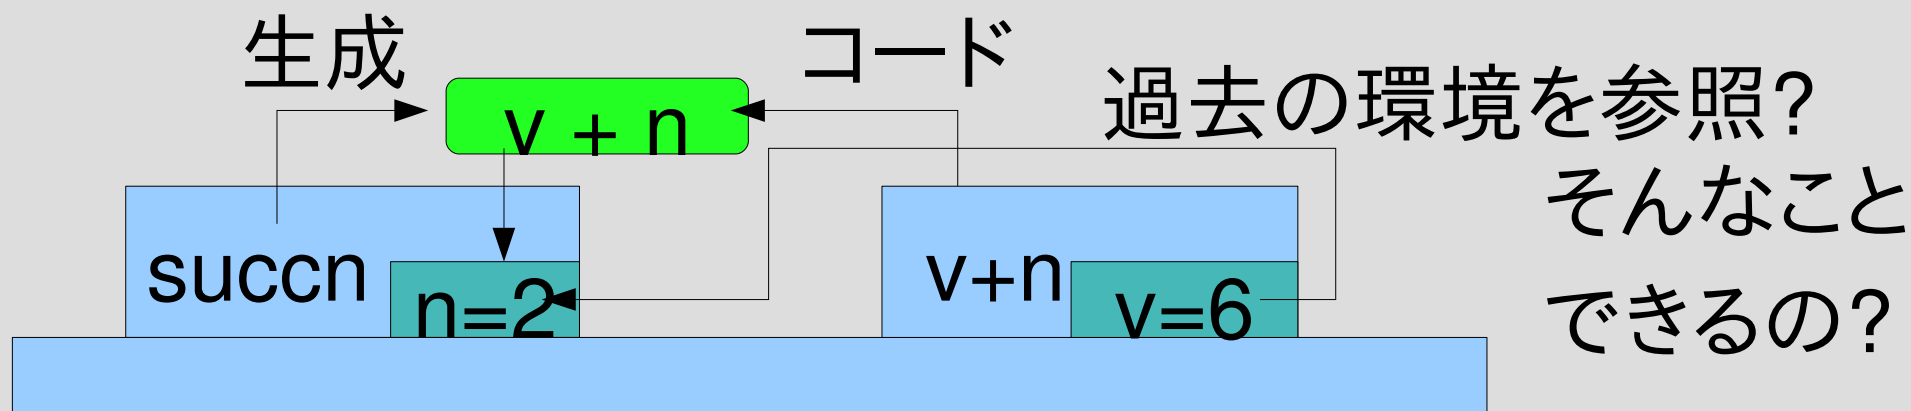 生成
コード
v + n
過去の環境を参照?
そんなこと
できるの?
succn
n=2
v+n
v=6